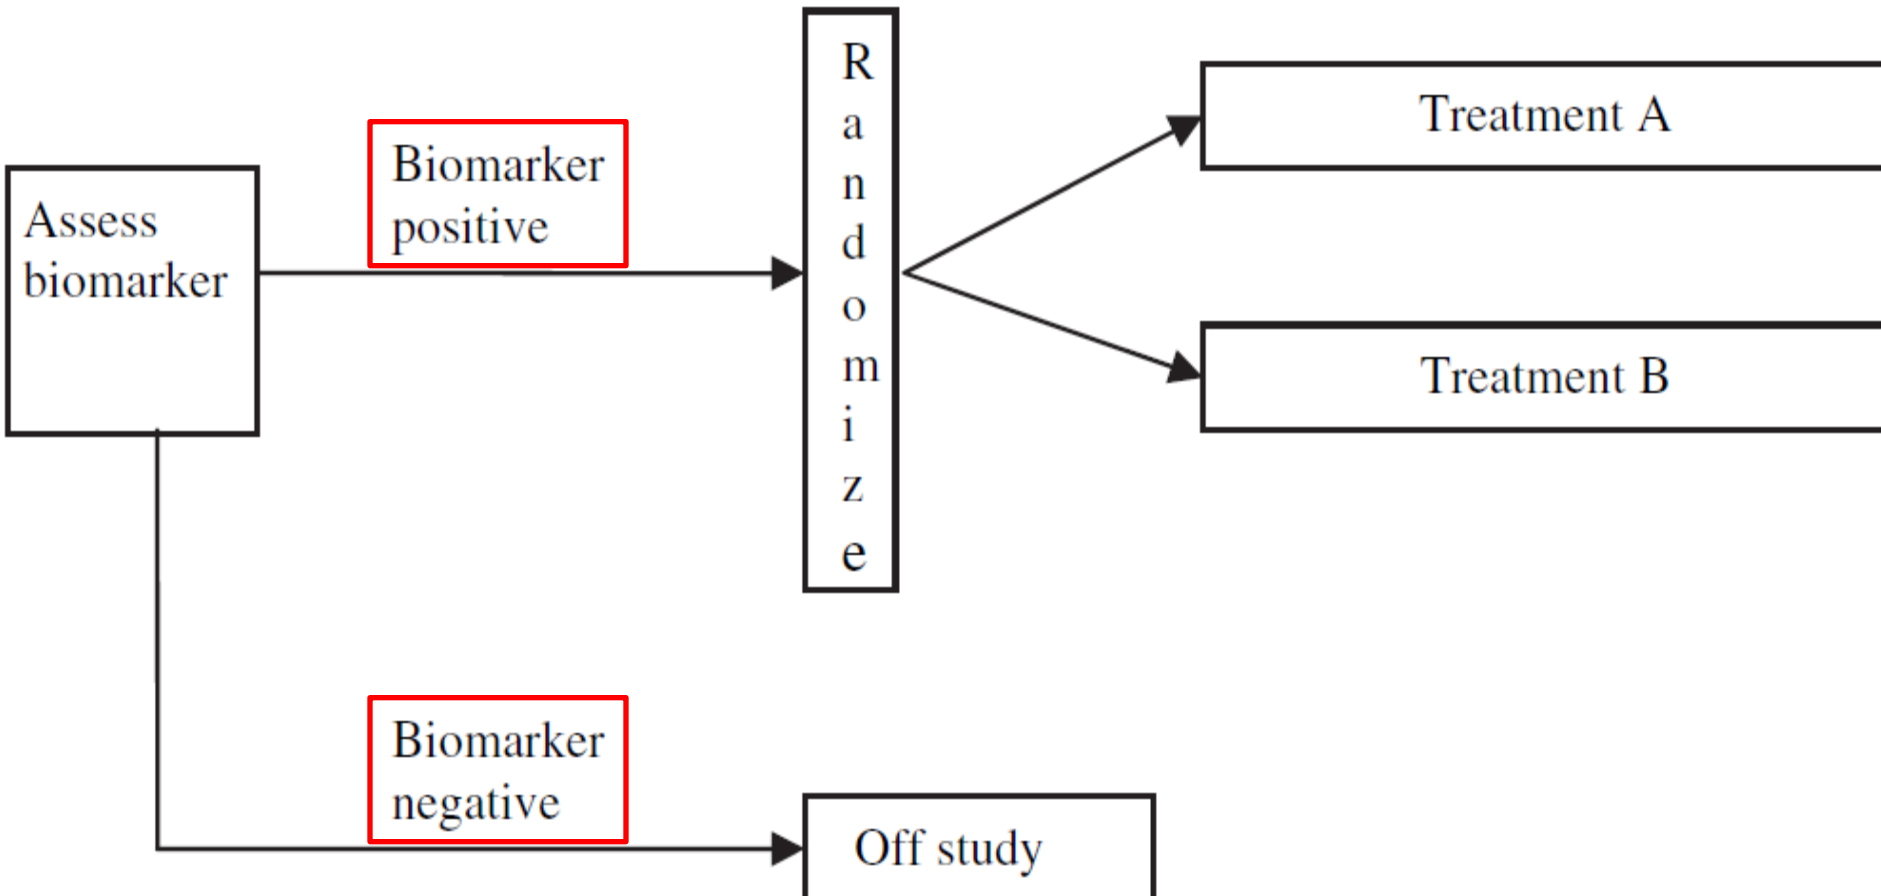 Assess
biomarker
Biomarker
positive
R
a
n
d
o
m
i
z
e
Treatment A
Treatment B
Biomarker
negative
Off study